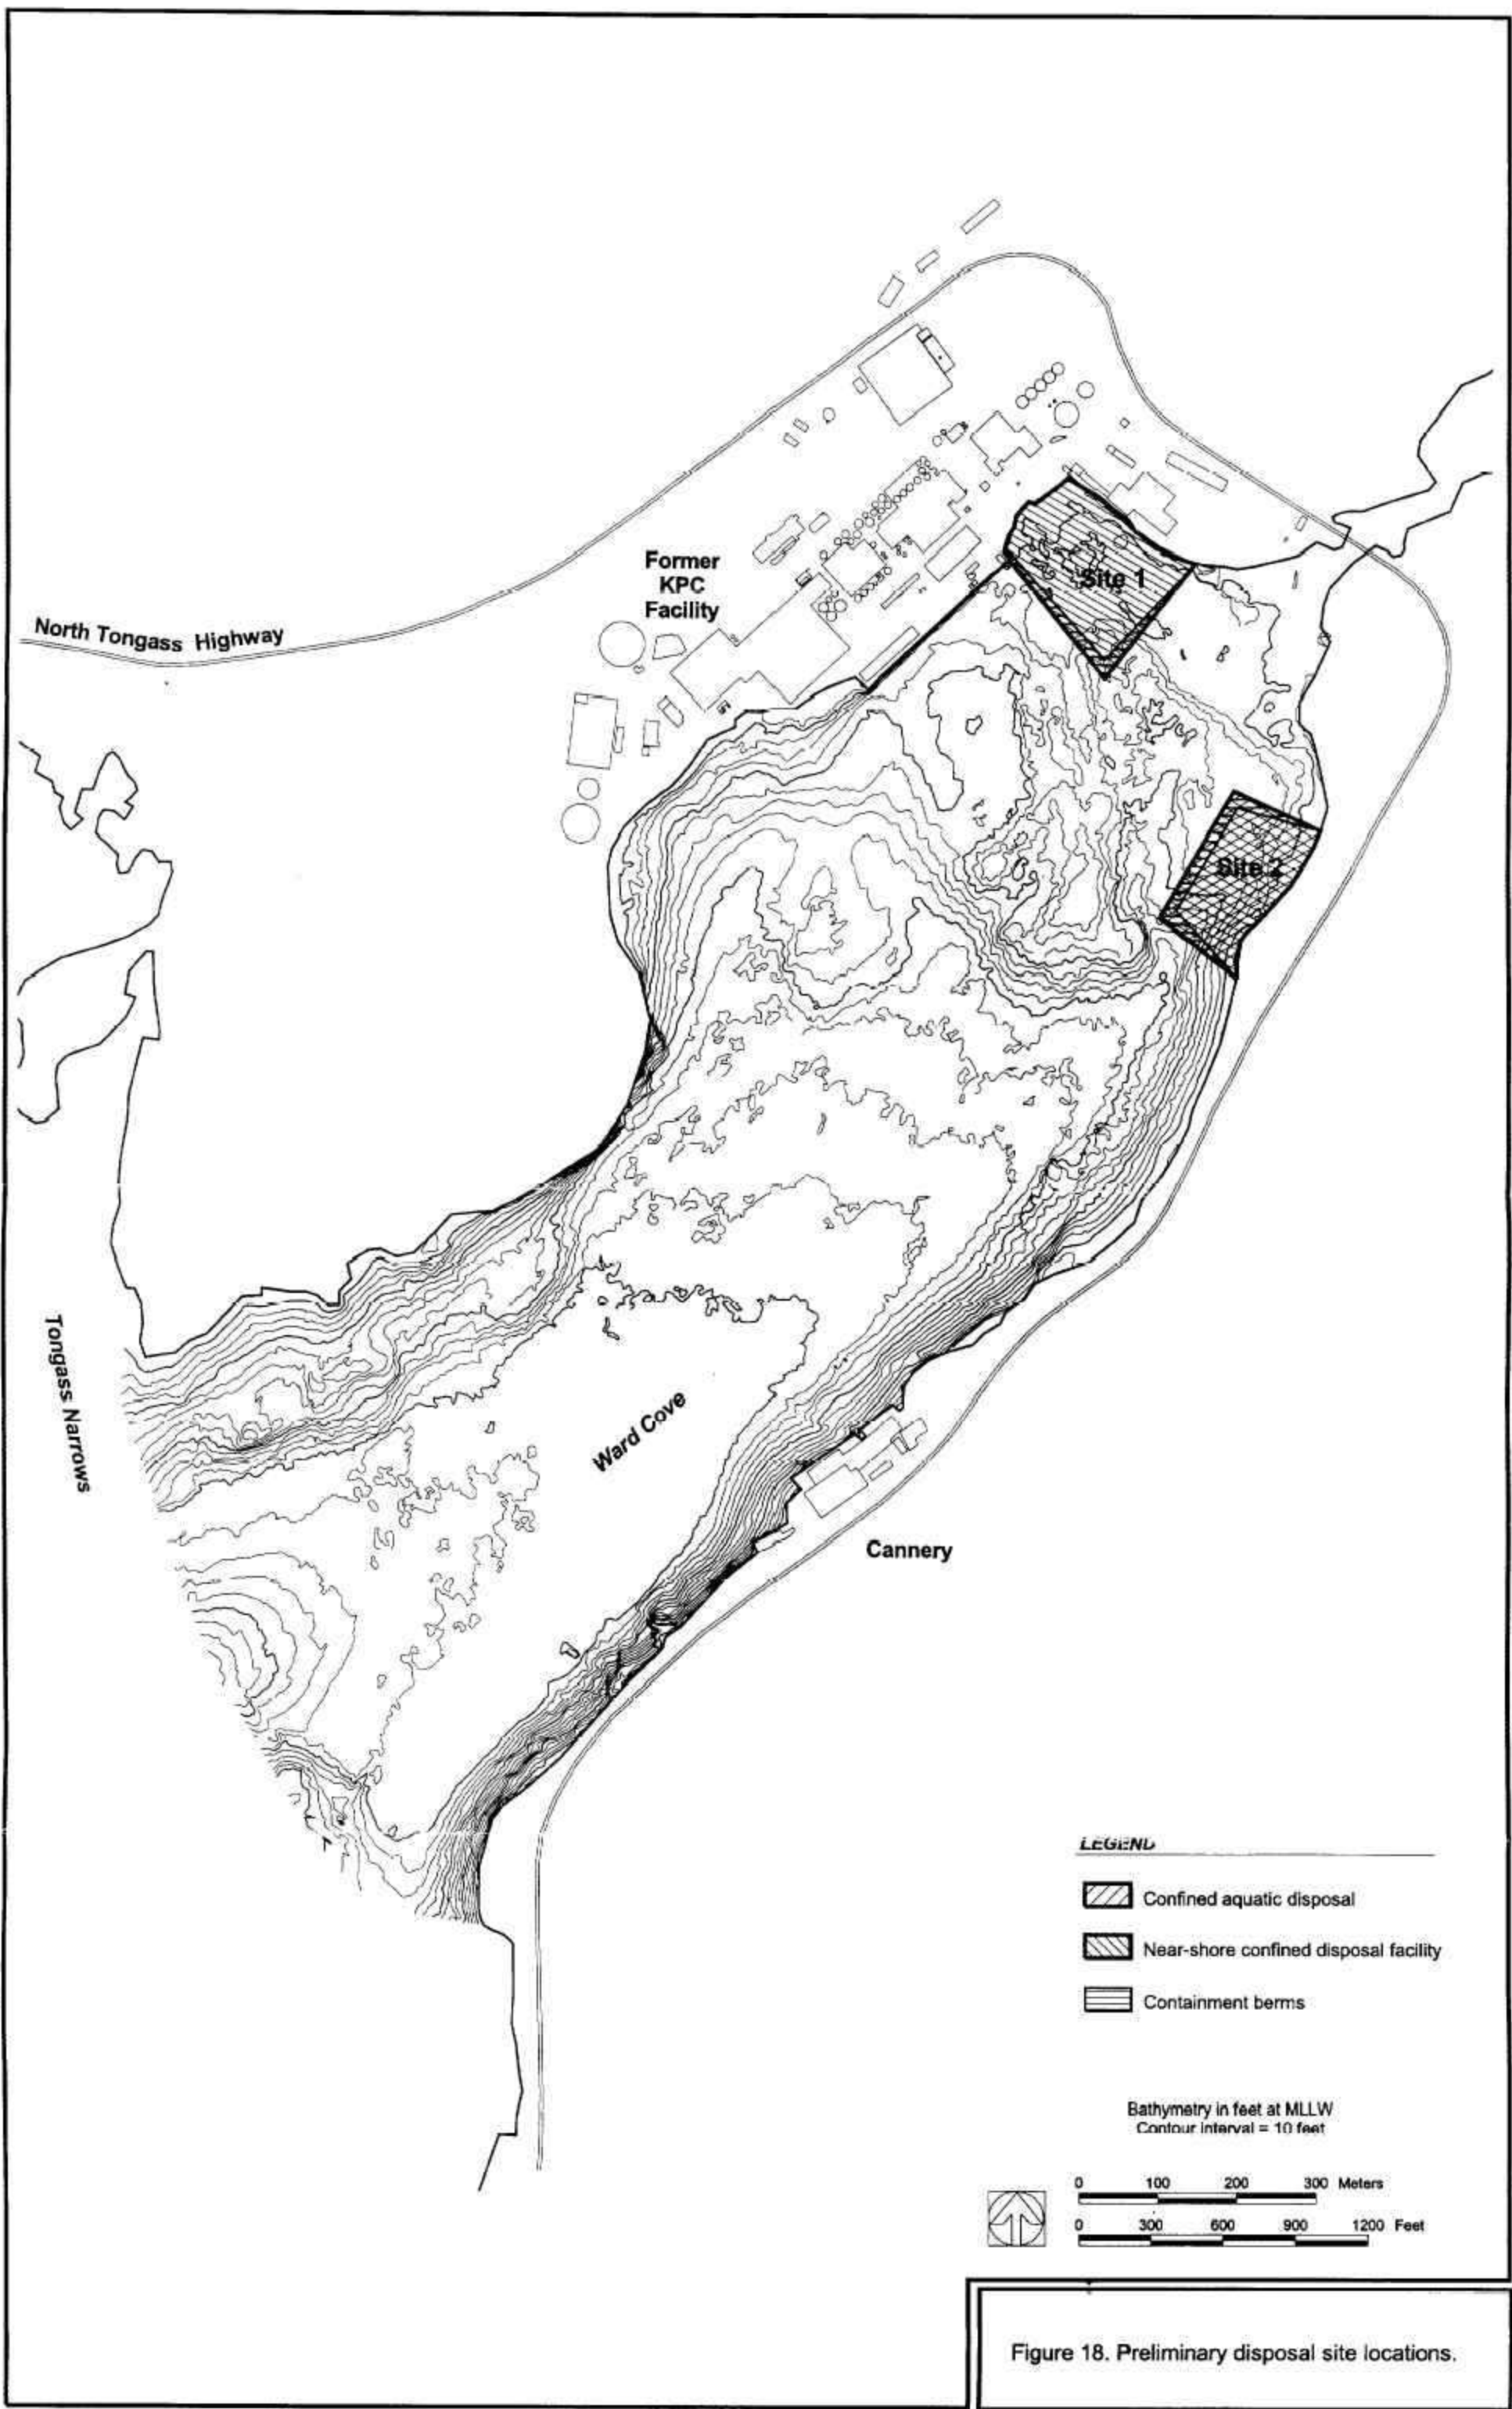 Former
KPC
Facility
Site 1
North Tongass Highway
Site 2
Tongass Narrows
Ward Cove
Cannery
LEGEND
Confined aquatic disposal
Near-shore confined disposal facility
Containment berms
Bathymetry in feet at MLLW
Contour interval = 10 feet
0 100 200 300 Meters
0 300 600 900 1200 Feet
Figure 18. Preliminary disposal site locations.